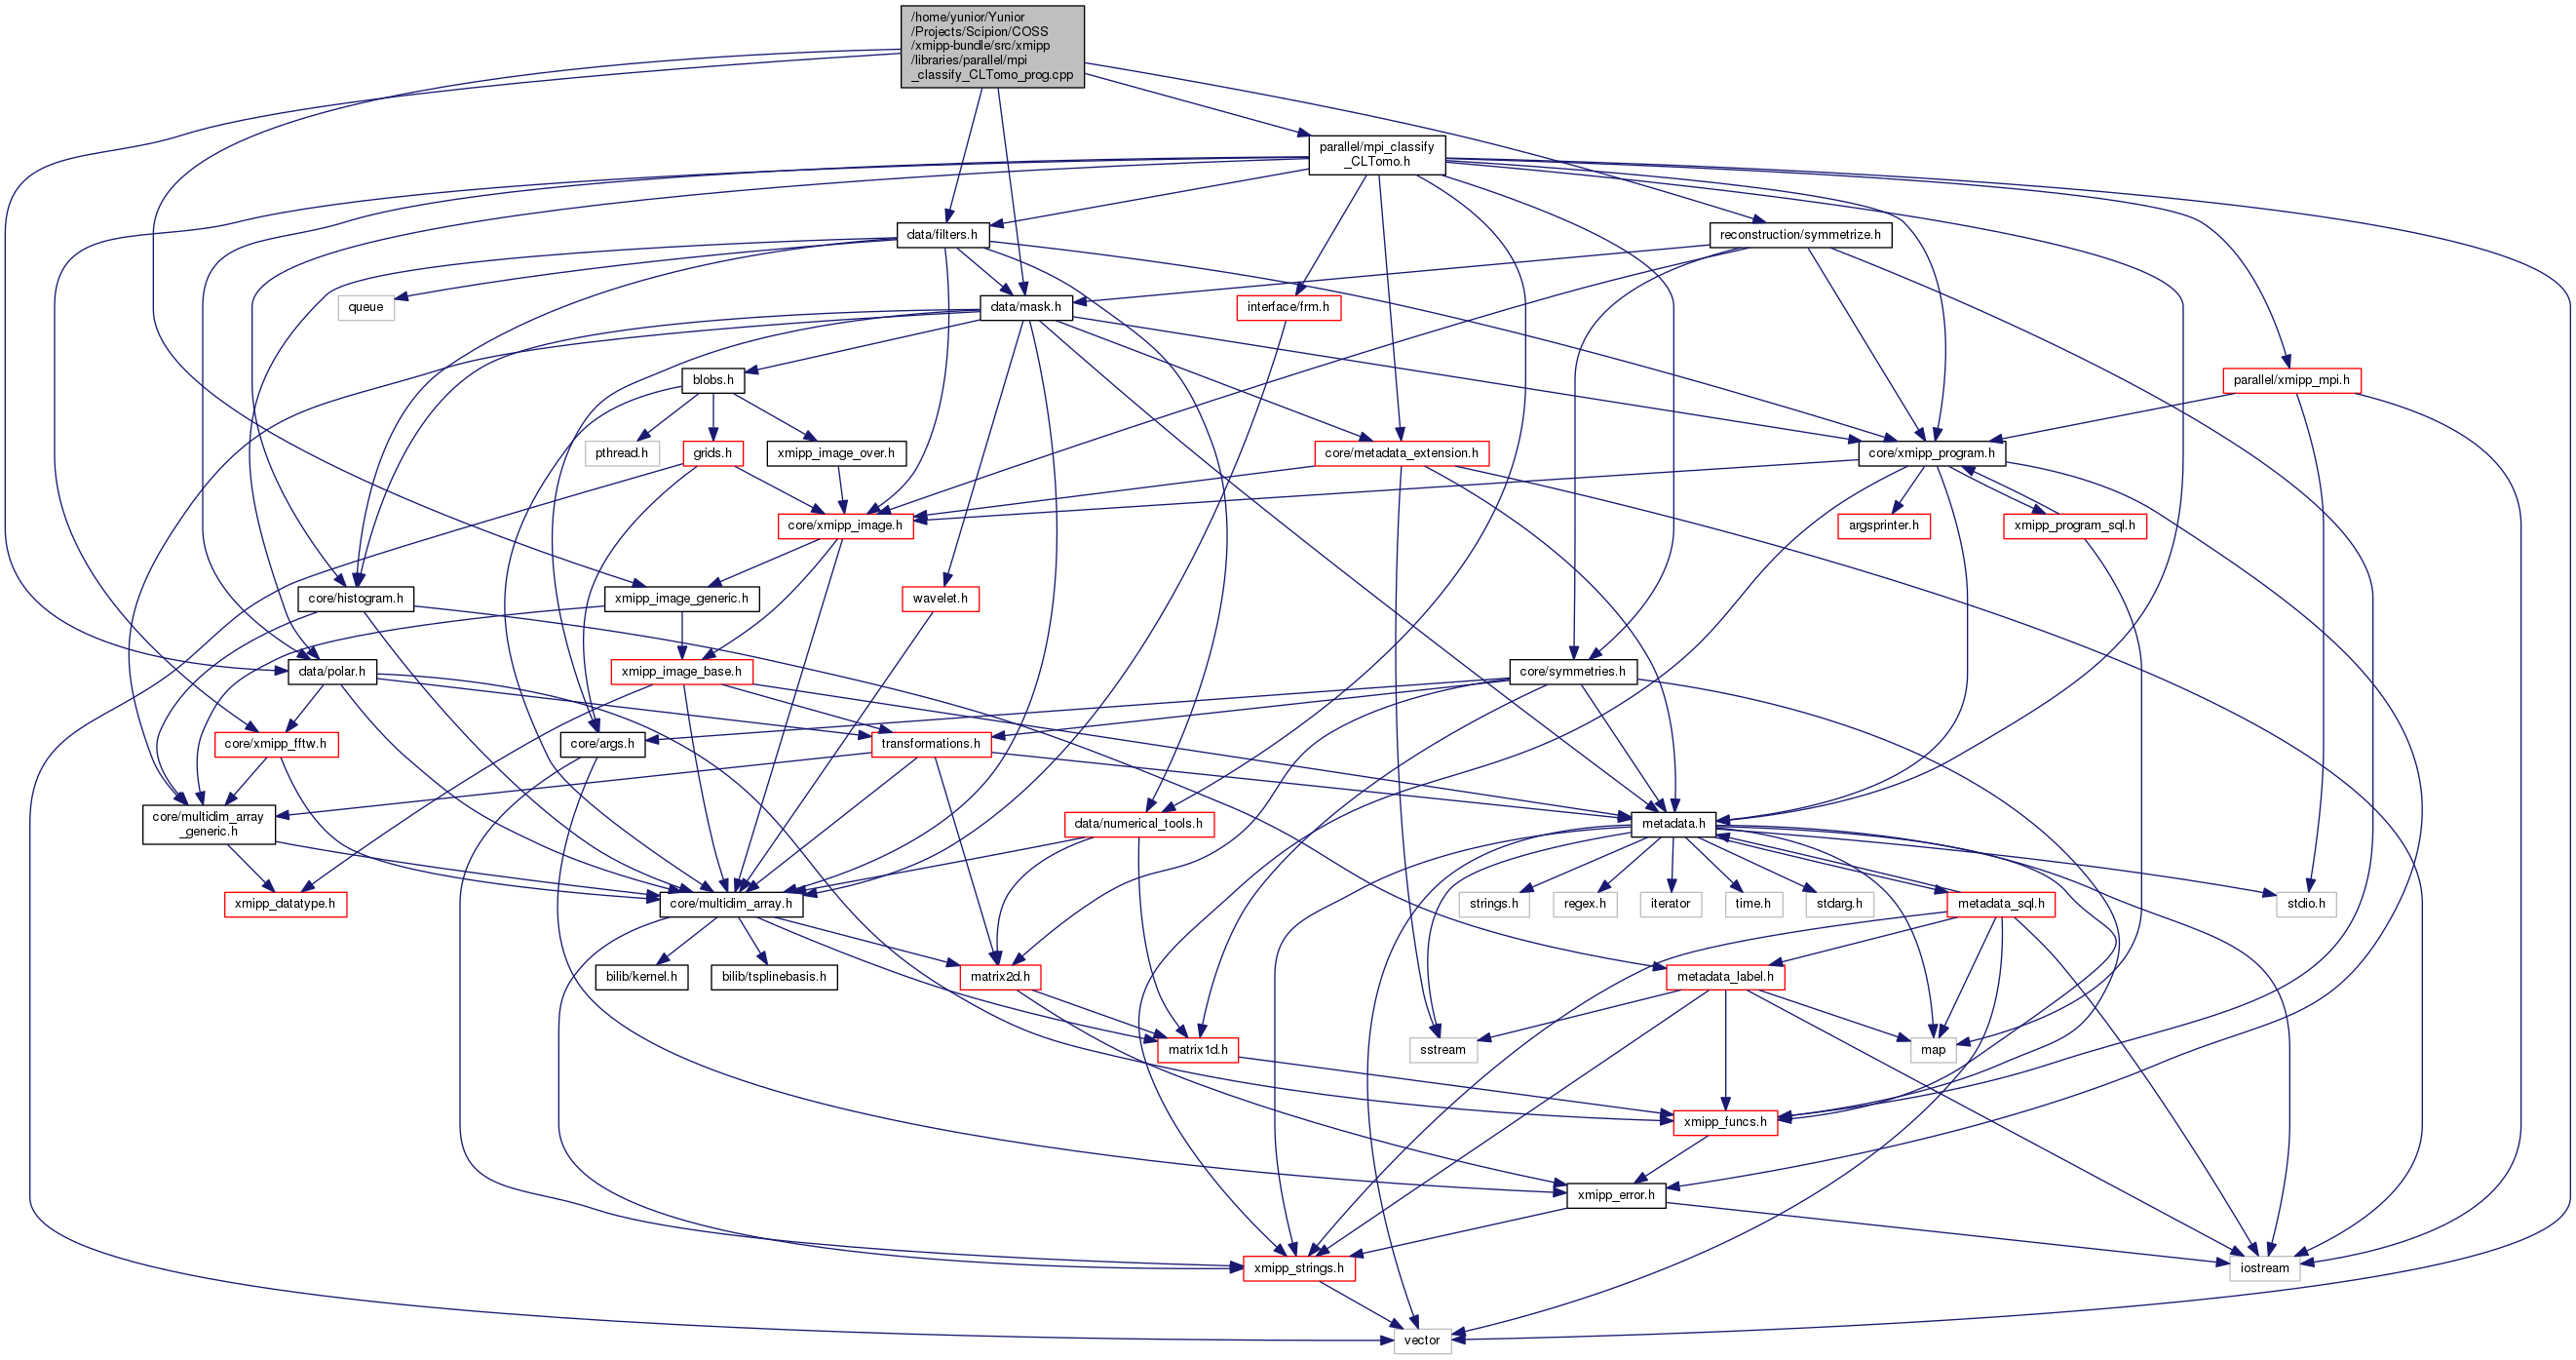 /home/yunior/Yunior
/Projects/Scipion/COSS
/xmipp-bundle/src/xmipp
/libraries/parallel/mpi
_classify_CLTomo_prog.cpp
parallel/mpi_classify
_CLTomo.h
data/filters.h
reconstruction/symmetrize.h
queue
data/mask.h
interface/frm.h
blobs.h
parallel/xmipp_mpi.h
pthread.h
grids.h
xmipp_image_over.h
core/metadata_extension.h
core/xmipp_program.h
core/xmipp_image.h
argsprinter.h
xmipp_program_sql.h
core/histogram.h
xmipp_image_generic.h
wavelet.h
data/polar.h
xmipp_image_base.h
core/symmetries.h
core/xmipp_fftw.h
core/args.h
transformations.h
core/multidim_array
_generic.h
data/numerical_tools.h
metadata.h
xmipp_datatype.h
core/multidim_array.h
strings.h
regex.h
iterator
time.h
stdarg.h
metadata_sql.h
stdio.h
bilib/kernel.h
bilib/tsplinebasis.h
matrix2d.h
metadata_label.h
matrix1d.h
sstream
map
xmipp_funcs.h
xmipp_error.h
xmipp_strings.h
iostream
vector